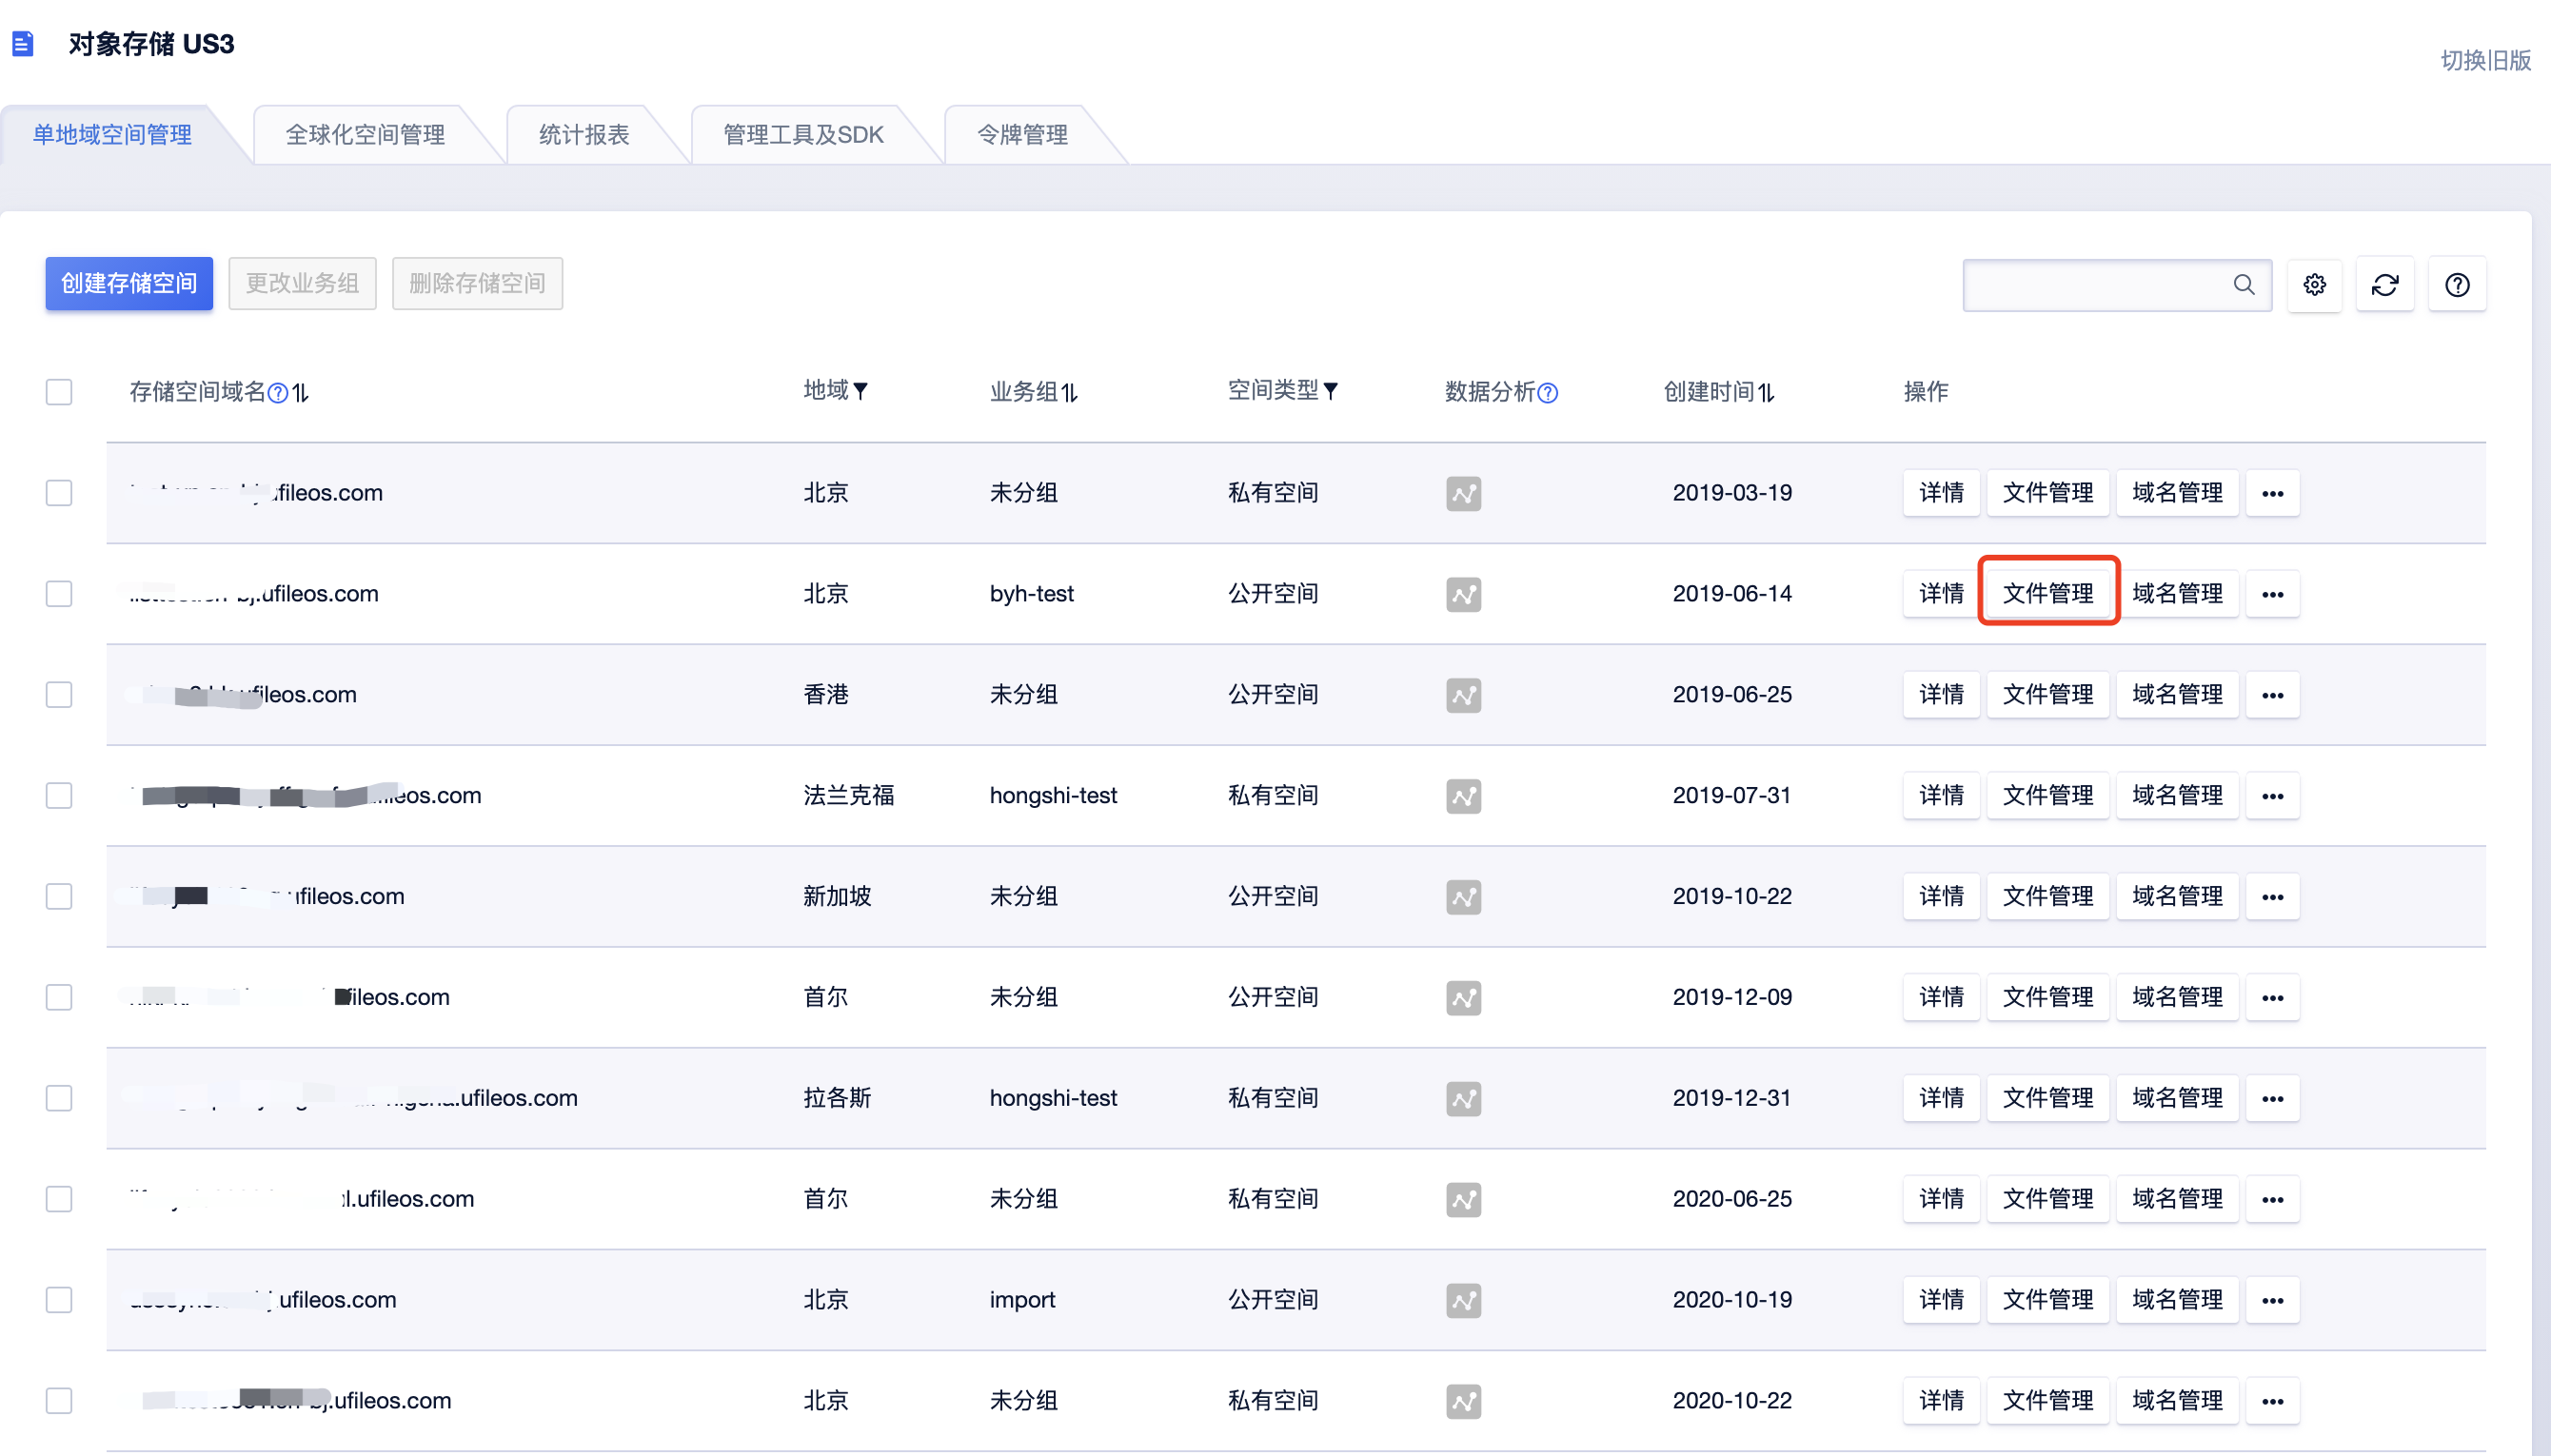 对象存储 US3
切换旧版
单地域空间管理 全球化空间管理 统计报表 管理工具及SDK 令牌管理
创建存储空间 更改业务组 删除存储空间
存储空间域名 地域 业务组 空间类型 数据分析 创建时间 操作
ufileos.com 北京 未分组 私有空间 2019-03-19 详情 文件管理 域名管理
.ufileos.com 北京 byh-test 公开空间 2019-06-14 详情 文件管理 域名管理
ufileos.com 香港 未分组 公开空间 2019-06-25 详情 文件管理 域名管理
eos.com 法兰克福 hongshi-test 私有空间 2019-07-31 详情 文件管理 域名管理
ufileos.com 新加坡 未分组 公开空间 2019-10-22 详情 文件管理 域名管理
fileos.com 首尔 未分组 公开空间 2019-12-09 详情 文件管理 域名管理
.ufileos.com 拉各斯 hongshi-test 私有空间 2019-12-31 详情 文件管理 域名管理
l.ufileos.com 首尔 未分组 私有空间 2020-06-25 详情 文件管理 域名管理
.ufileos.com 北京 import 公开空间 2020-10-19 详情 文件管理 域名管理
.ufileos.com 北京 未分组 私有空间 2020-10-22 详情 文件管理 域名管理